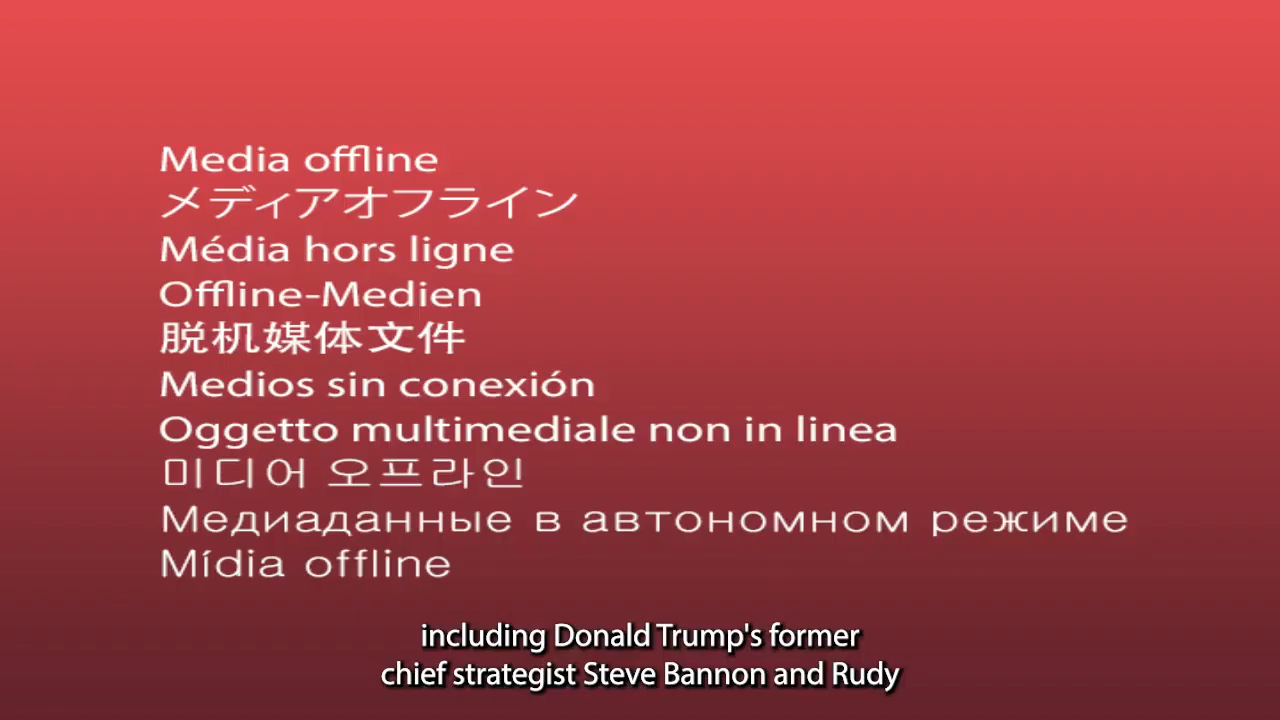 Media offline
メディアオフライン
Média hors ligne
Offline-Medien
脱机媒体文件
Medios sin conexión
Oggetto multimediale non in linea
미디어 오프라인
Медиаданные в автономном режиме
Mídia offline
including Donald Trump's former
chief strategist Steve Bannon and Rudy